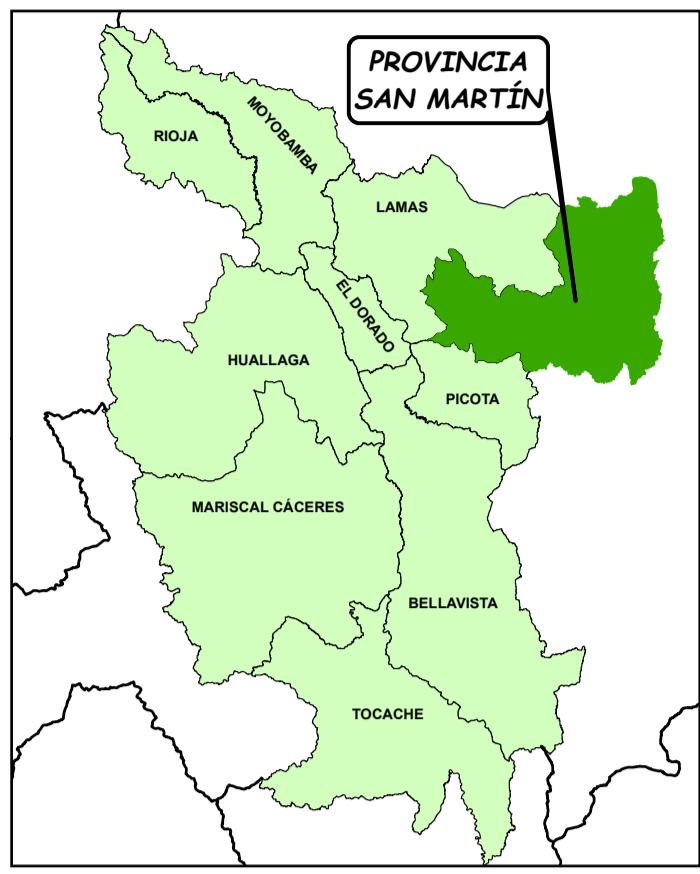 PROVINCIA
SAN MARTÍN
MOYOBAMBA
RIOJA
LAMAS
EL DORADO
HUALLAGA
PICOTA
MARISCAL CÁCERES
BELLAVISTA
TOCACHE